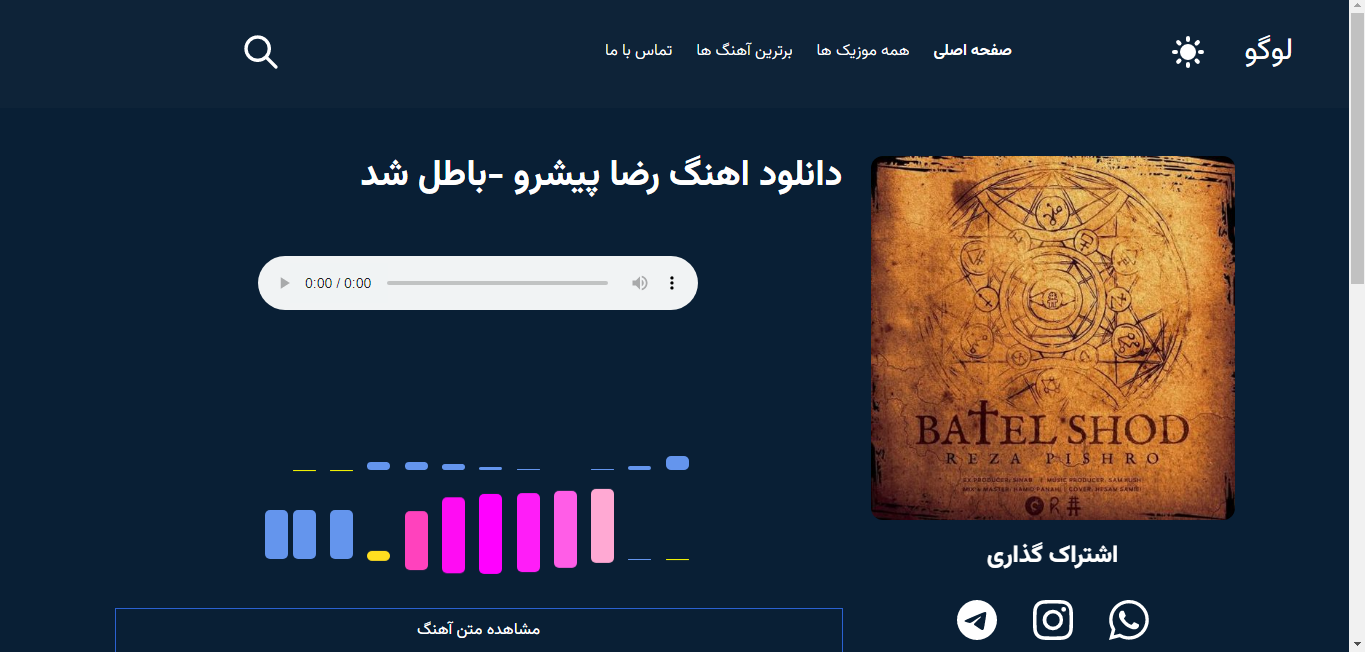 لوگو
صفحه اصلی
همه موزیک ها
برترین آهنگ ها
تماس با ما
دانلود اهنگ رضا پیشرو -باطل شد
0:00 / 0:00
BATEL SHOD
REZA PISHRO
اشتراک گذاری
مشاهده متن آهنگ